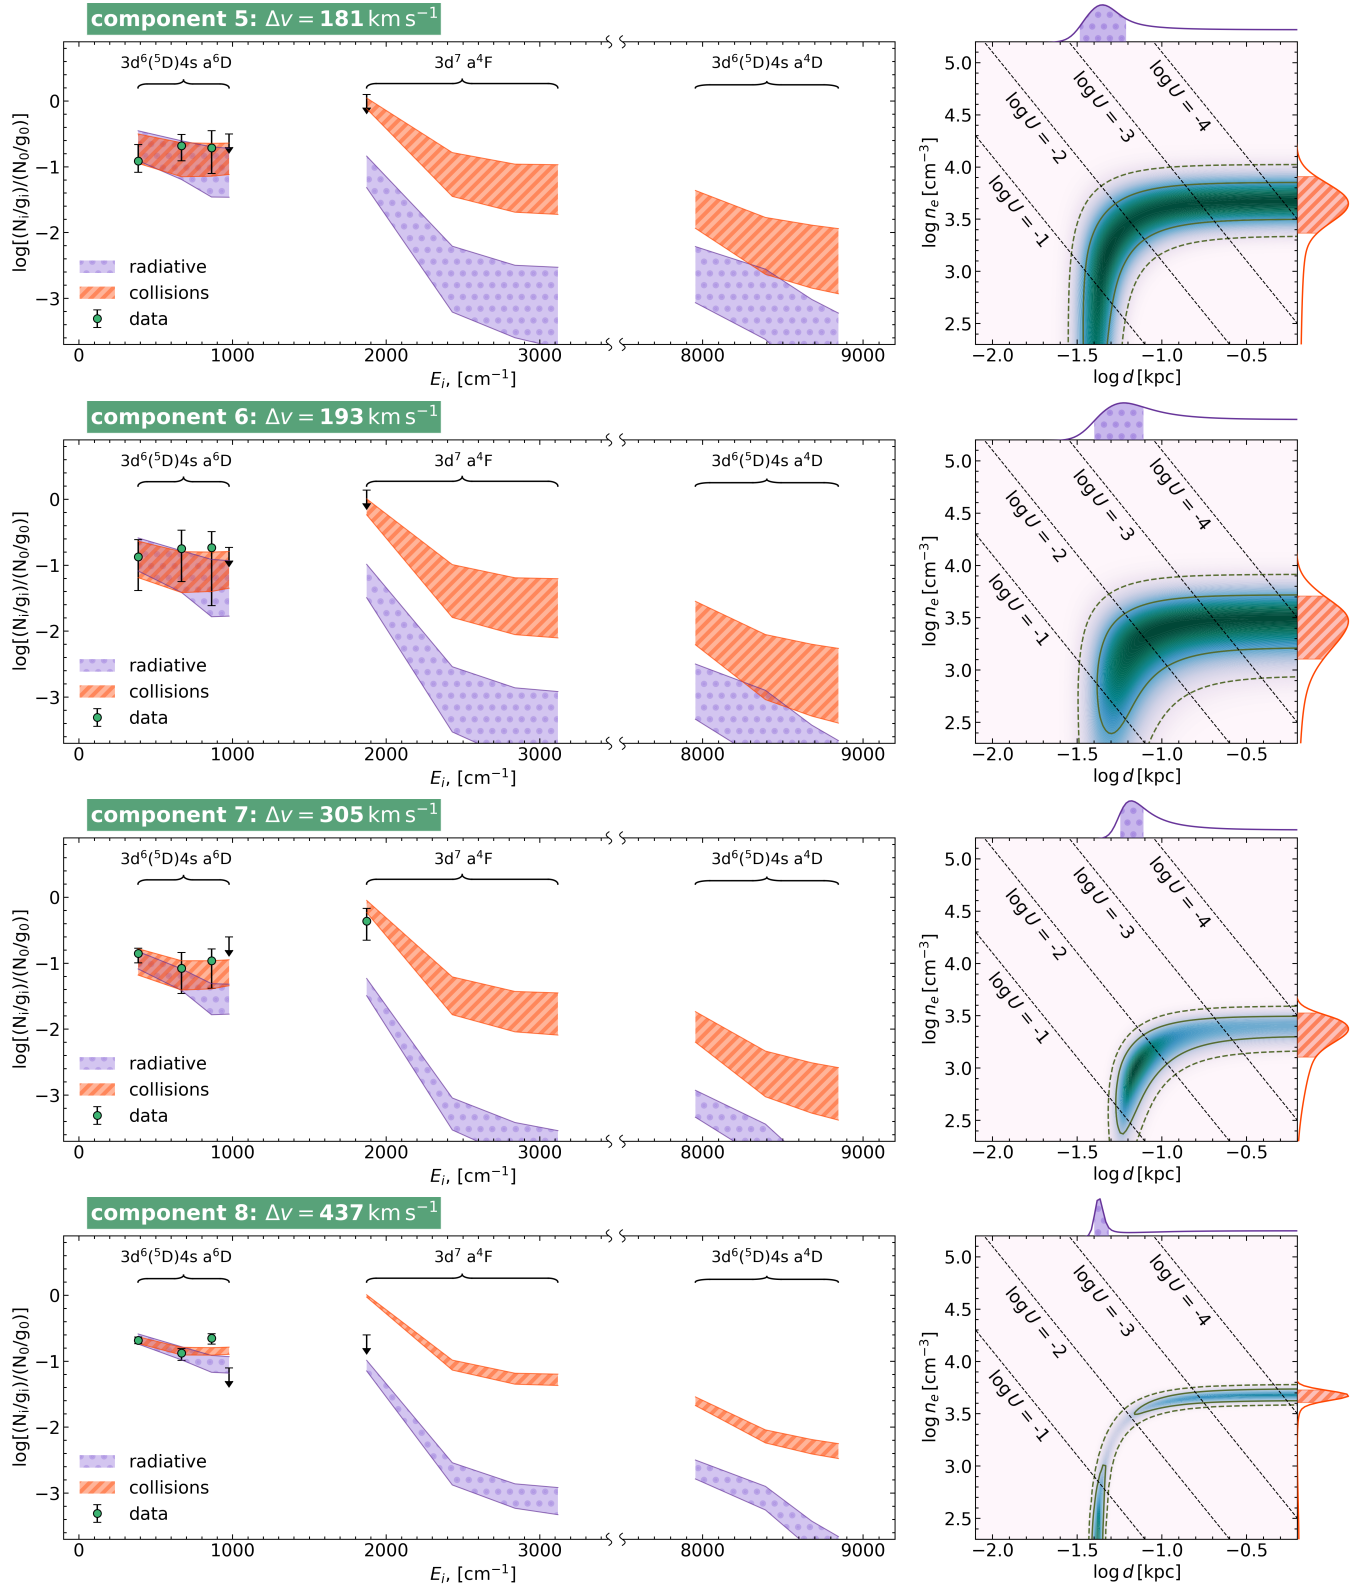 component 5: Δv = 181 km s⁻¹
3d⁶(⁵D)4s a⁶D
3d⁷ a⁴F
3d⁶(⁵D)4s a⁴D
0
−1
−2
−3
log[(Nᵢ/gᵢ)/(N₀/g₀)]
radiative
collisions
data
0 1000 2000 3000 8000 9000
Eᵢ, [cm⁻¹]
5.0
4.5
4.0
3.5
3.0
2.5
log nₑ [cm⁻³]
log U = -1
log U = -2
log U = -3
log U = -4
−2.0 −1.5 −1.0 −0.5
log d [kpc]
component 6: Δv = 193 km s⁻¹
3d⁶(⁵D)4s a⁶D
3d⁷ a⁴F
3d⁶(⁵D)4s a⁴D
0
−1
−2
−3
log[(Nᵢ/gᵢ)/(N₀/g₀)]
radiative
collisions
data
0 1000 2000 3000 8000 9000
Eᵢ, [cm⁻¹]
5.0
4.5
4.0
3.5
3.0
2.5
log nₑ [cm⁻³]
log U = -1
log U = -2
log U = -3
log U = -4
−2.0 −1.5 −1.0 −0.5
log d [kpc]
component 7: Δv = 305 km s⁻¹
3d⁶(⁵D)4s a⁶D
3d⁷ a⁴F
3d⁶(⁵D)4s a⁴D
0
−1
−2
−3
log[(Nᵢ/gᵢ)/(N₀/g₀)]
radiative
collisions
data
0 1000 2000 3000 8000 9000
Eᵢ, [cm⁻¹]
5.0
4.5
4.0
3.5
3.0
2.5
log nₑ [cm⁻³]
log U = -1
log U = -2
log U = -3
log U = -4
−2.0 −1.5 −1.0 −0.5
log d [kpc]
component 8: Δv = 437 km s⁻¹
3d⁶(⁵D)4s a⁶D
3d⁷ a⁴F
3d⁶(⁵D)4s a⁴D
0
−1
−2
−3
log[(Nᵢ/gᵢ)/(N₀/g₀)]
radiative
collisions
data
0 1000 2000 3000 8000 9000
Eᵢ, [cm⁻¹]
5.0
4.5
4.0
3.5
3.0
2.5
log nₑ [cm⁻³]
log U = -1
log U = -2
log U = -3
log U = -4
−2.0 −1.5 −1.0 −0.5
log d [kpc]